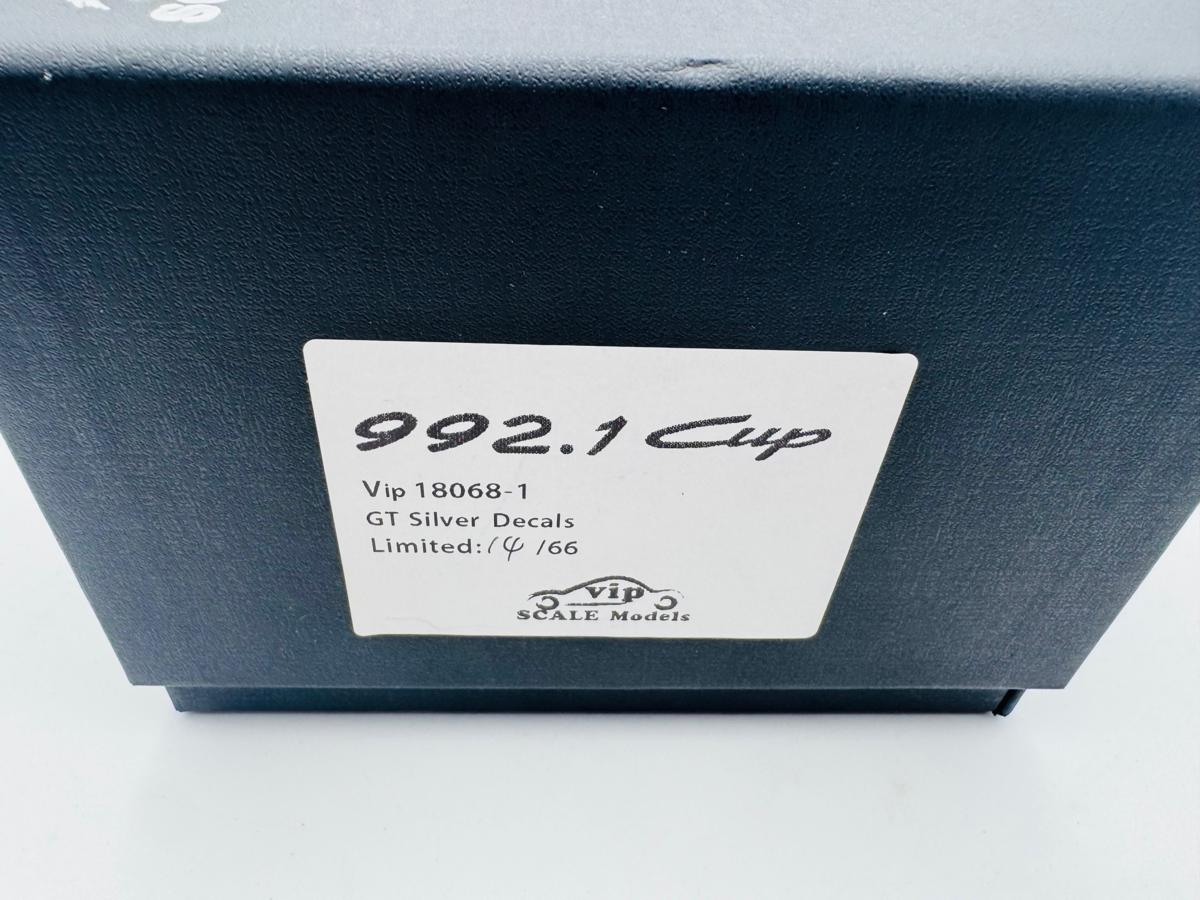 992.1 Cup
Vip 18068-1
GT Silver Decals
Limited:14 /66
vip
SCALE Models